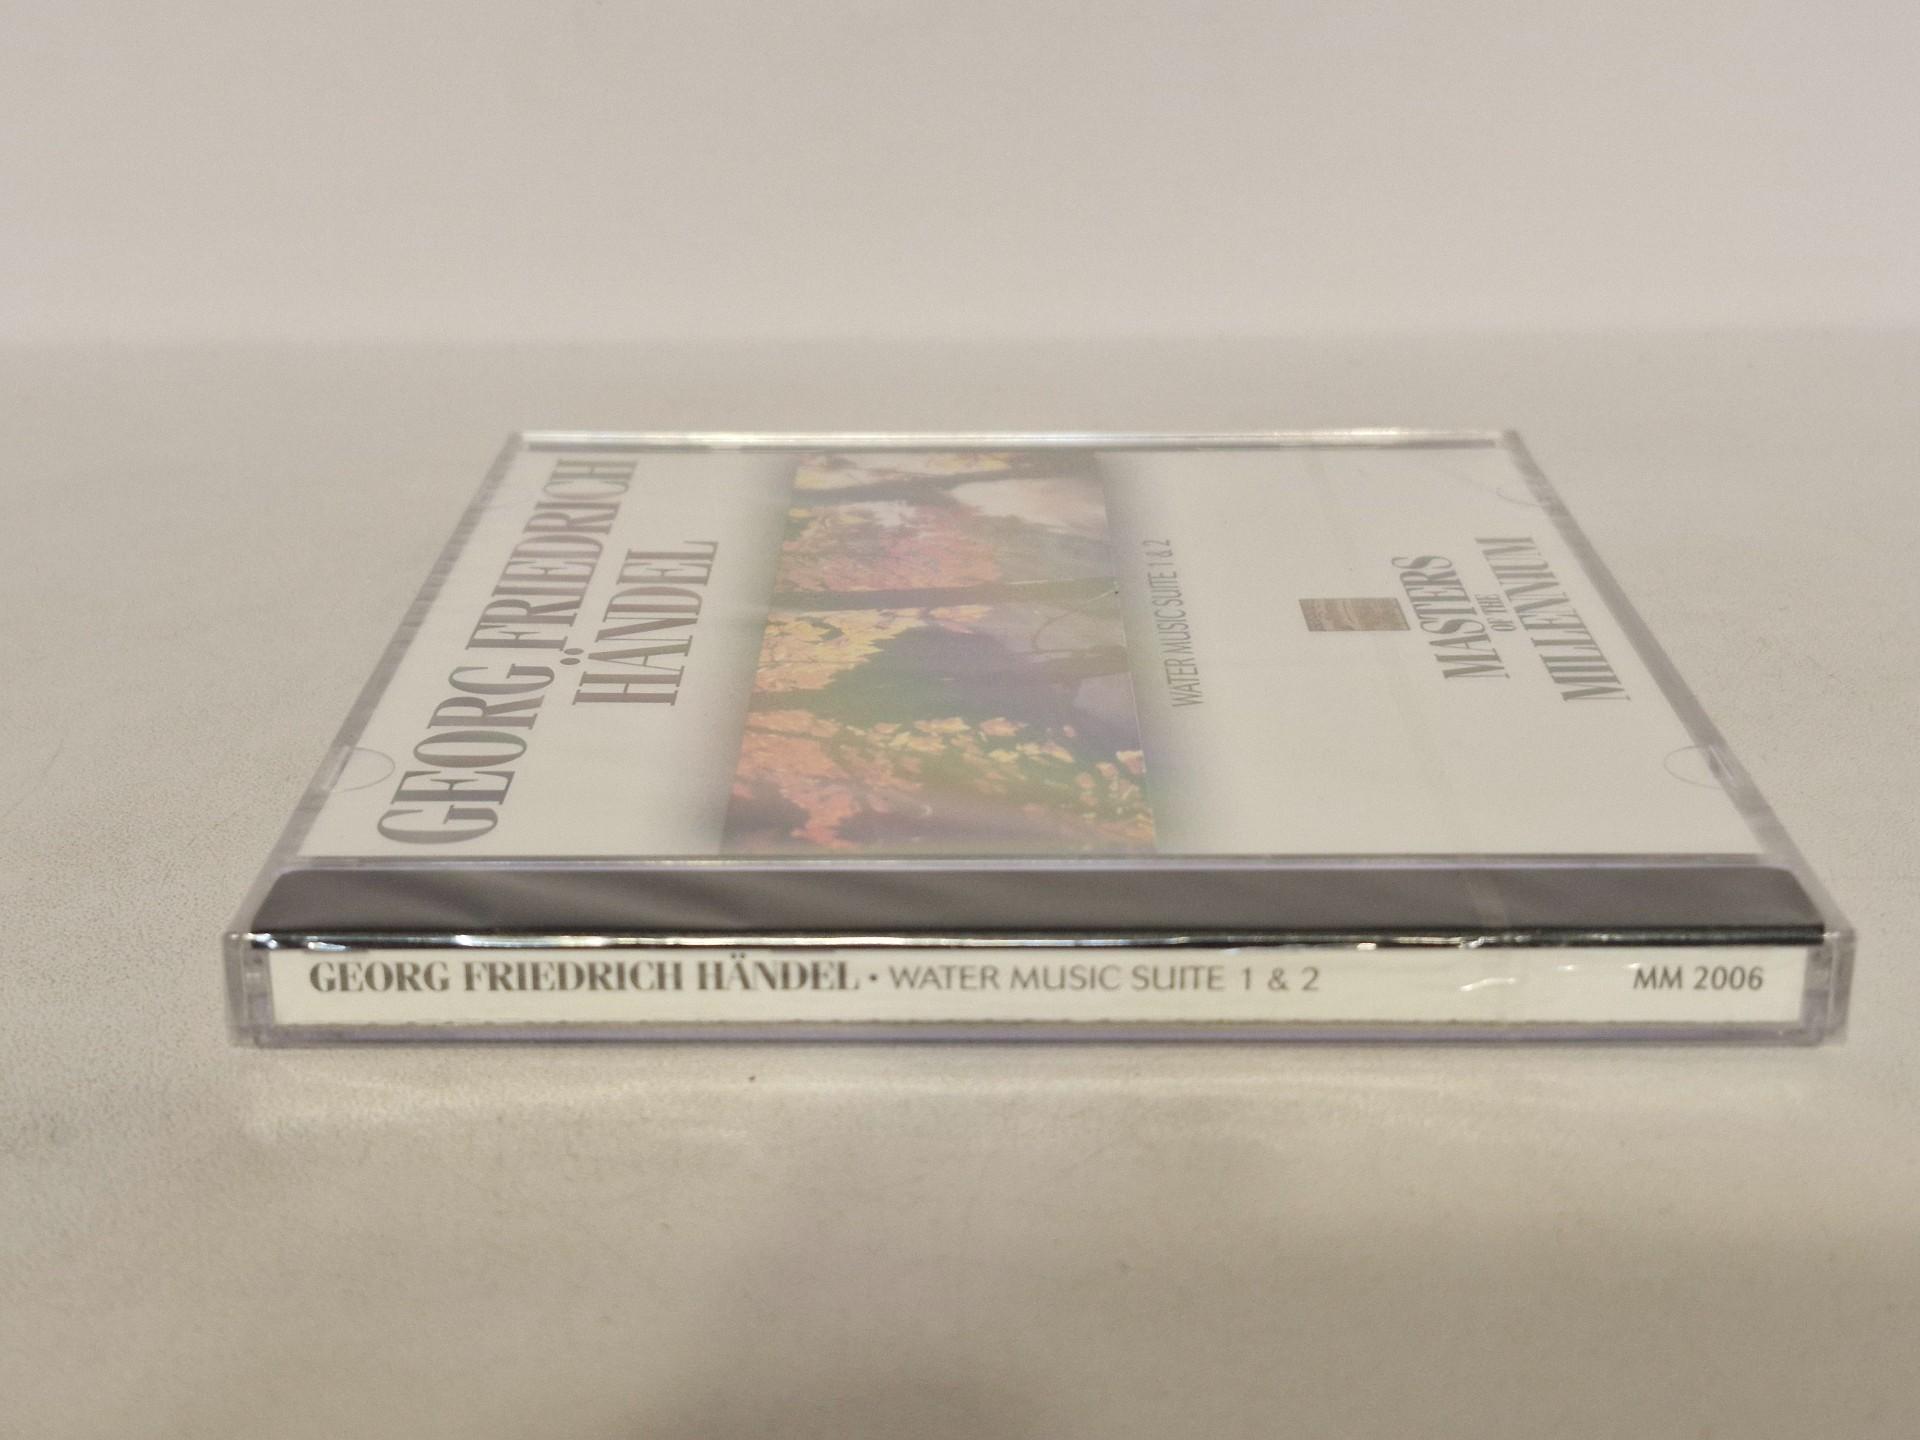 GEORG FRIEDRICH
HÄNDEL
WATER MUSIC SUITE 1 & 2
MASTERS
OF THE
MILLENNIUM
GEORG FRIEDRICH HÄNDEL • WATER MUSIC SUITE 1 & 2 MM 2006